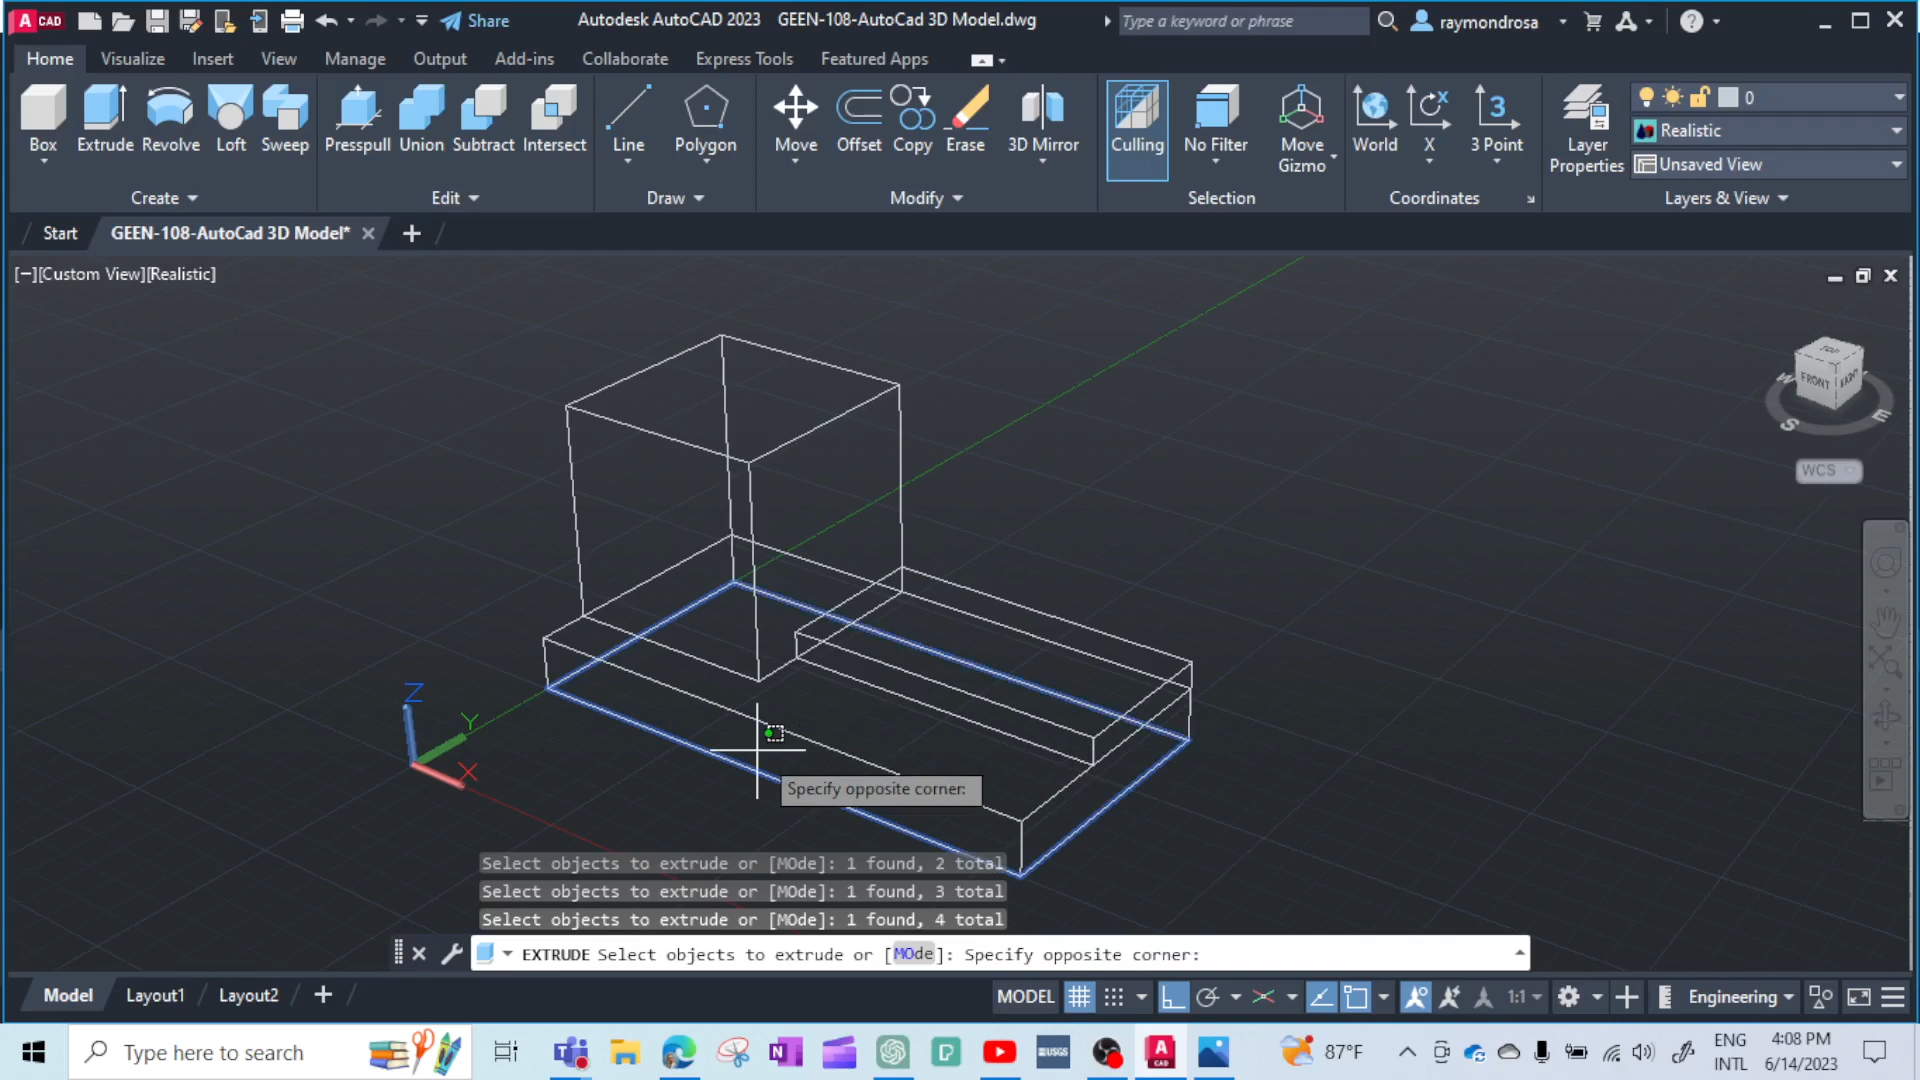 A CAD Share Autodesk AutoCAD 2023 GEEN-108-AutoCad 3D Model.dwg Type a keyword or phrase raymondrosa
Home Visualize Insert View Manage Output Add-ins Collaborate Express Tools Featured Apps
0
Realistic
Box Extrude Revolve Loft Sweep Presspull Union Subtract Intersect Line Polygon Move Offset Copy Erase 3D Mirror Culling No Filter Move Gizmo World X 3 Point Layer Properties Unsaved View
Create Edit Draw Modify Selection Coordinates Layers & View
Start GEEN-108-AutoCad 3D Model*
[−][Custom View][Realistic]
TOP
W FRONT RIGHT
S E
WCS
Z
Y
X
Specify opposite corner:
Select objects to extrude or [MOde]: 1 found, 2 total
Select objects to extrude or [MOde]: 1 found, 3 total
Select objects to extrude or [MOde]: 1 found, 4 total
EXTRUDE Select objects to extrude or [MOde]: Specify opposite corner:
Model Layout1 Layout2 MODEL 1:1 Engineering
Type here to search USGS A CAD 87°F ENG INTL 4:08 PM 6/14/2023